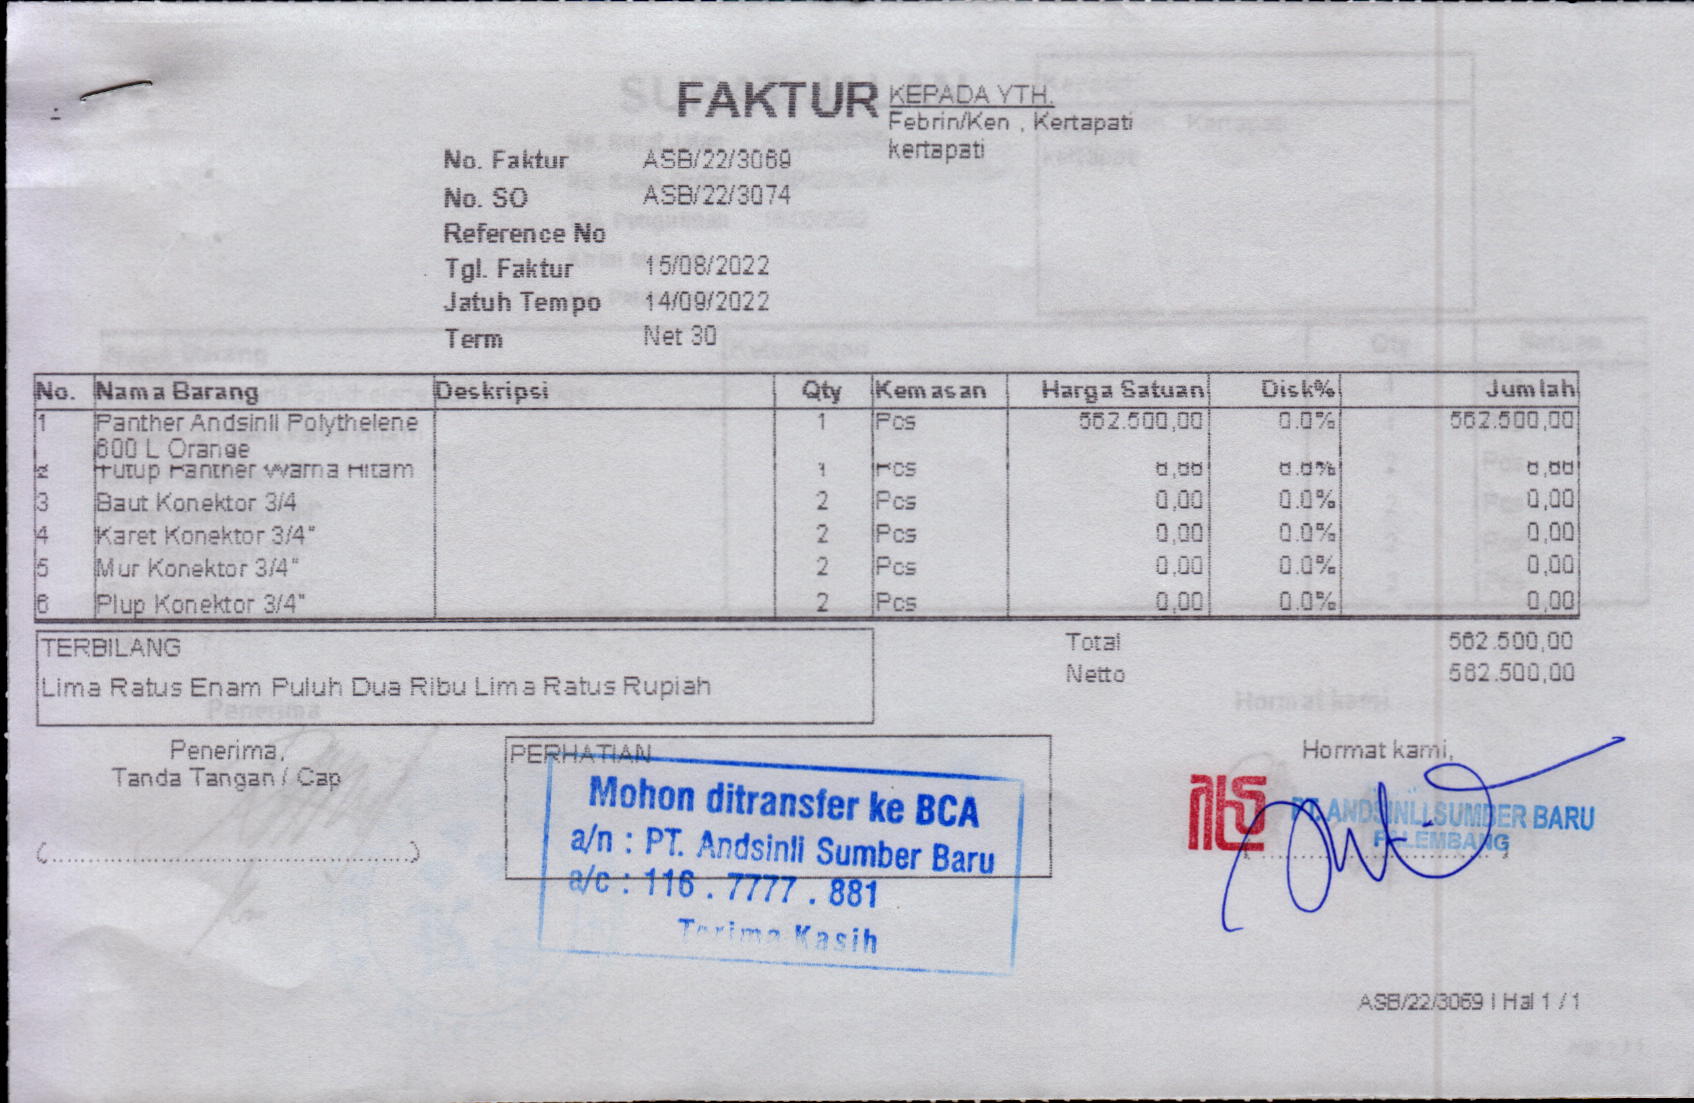 FAKTUR
KEPADA YTH.
Febrin/Ken , Kertapati
kertapati
No. Faktur ASB/22/3069
No. SO ASB/22/3074
Reference No
Tgl. Faktur 15/08/2022
Jatuh Tempo 14/09/2022
Term Net 30
No. Nama Barang Deskripsi Qty Kemasan Harga Satuan Disk% Jumlah
1 Panther Andsinli Polythelene 1 Pcs 562.500,00 0.0% 562.500,00
600 L Orange
2 Tutup Panther Warna Hitam 1 Pcs 0,00 0.0% 0,00
3 Baut Konektor 3/4 2 Pcs 0,00 0.0% 0,00
4 Karet Konektor 3/4" 2 Pcs 0,00 0.0% 0,00
5 Mur Konektor 3/4" 2 Pcs 0,00 0.0% 0,00
6 Plup Konektor 3/4" 2 Pcs 0,00 0.0% 0,00
TERBILANG
Lima Ratus Enam Puluh Dua Ribu Lima Ratus Rupiah
Total 562.500,00
Netto 562.500,00
Penerima,
Tanda Tangan / Cap
(........................................................)
PERHATIAN
Mohon ditransfer ke BCA
a/n : PT. Andsinli Sumber Baru
a/c : 116 . 7777 . 881
Terima Kasih
Hormat kami,
PT. ANDSINLI SUMBER BARU
PALEMBANG
ASB/22/3069 | Hal 1 / 1